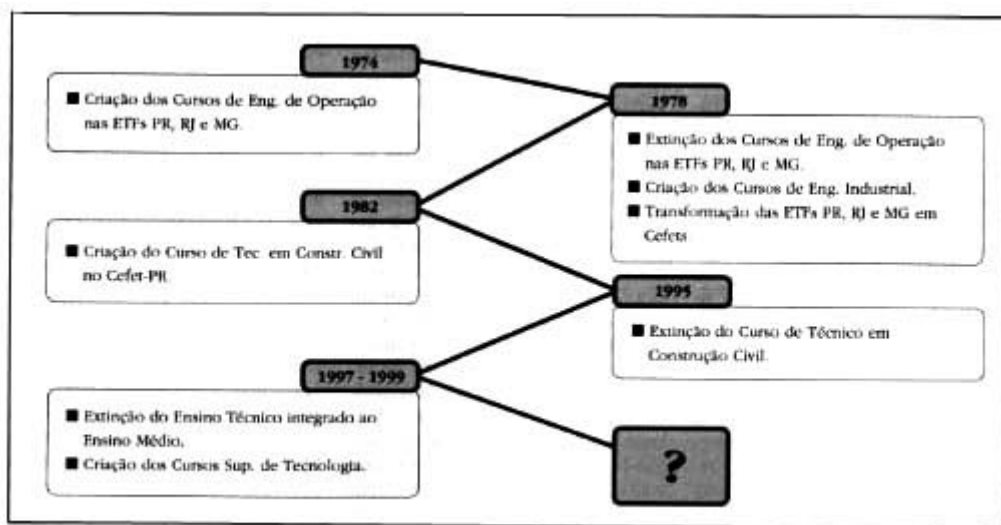 1974
■ Criação dos Cursos de Eng. de Operação
nas ETFs PR, RJ e MG.
1978
■ Extinção dos Cursos de Eng. de Operação
nas ETFs PR, RJ e MG.
■ Criação dos Cursos de Eng. Industrial.
■ Transformação das ETFs PR, RJ e MG em
Cefets
1982
■ Criação do Curso de Tec. em Constr. Civil
no Cefet-PR.
1995
■ Extinção do Curso de Técnico em
Construção Civil.
1997 - 1999
■ Extinção do Ensino Técnico integrado ao
Ensino Médio.
■ Criação dos Cursos Sup. de Tecnologia.
?